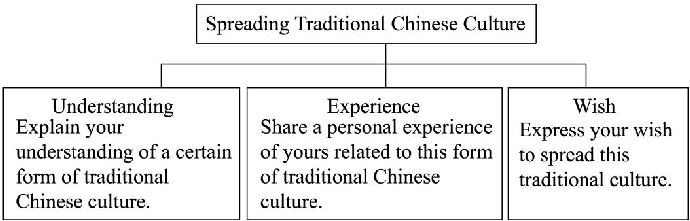 Spreading Traditional Chinese Culture
Understanding
Explain your
understanding of a certain
form of traditional
Chinese culture.
Experience
Share a personal experience
of yours related to this form
of traditional Chinese
culture.
Wish
Express your wish
to spread this
traditional culture.